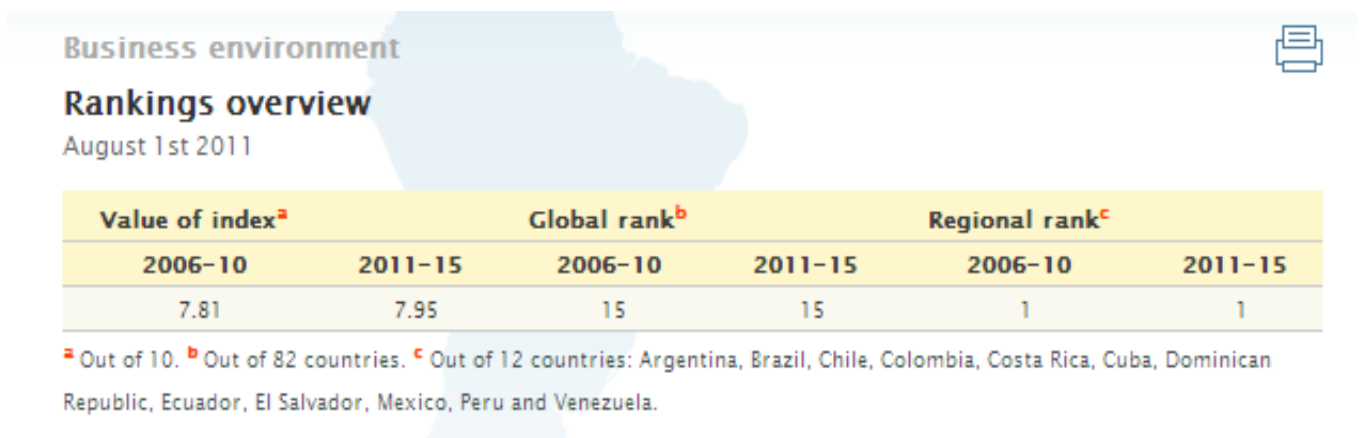 Business environment
Rankings overview
August 1st 2011
Value of index^a Global rank^b Regional rank^c
2006-10 2011-15 2006-10 2011-15 2006-10 2011-15
7.81 7.95 15 15 1 1
^a Out of 10. ^b Out of 82 countries. ^c Out of 12 countries: Argentina, Brazil, Chile, Colombia, Costa Rica, Cuba, Dominican
Republic, Ecuador, El Salvador, Mexico, Peru and Venezuela.